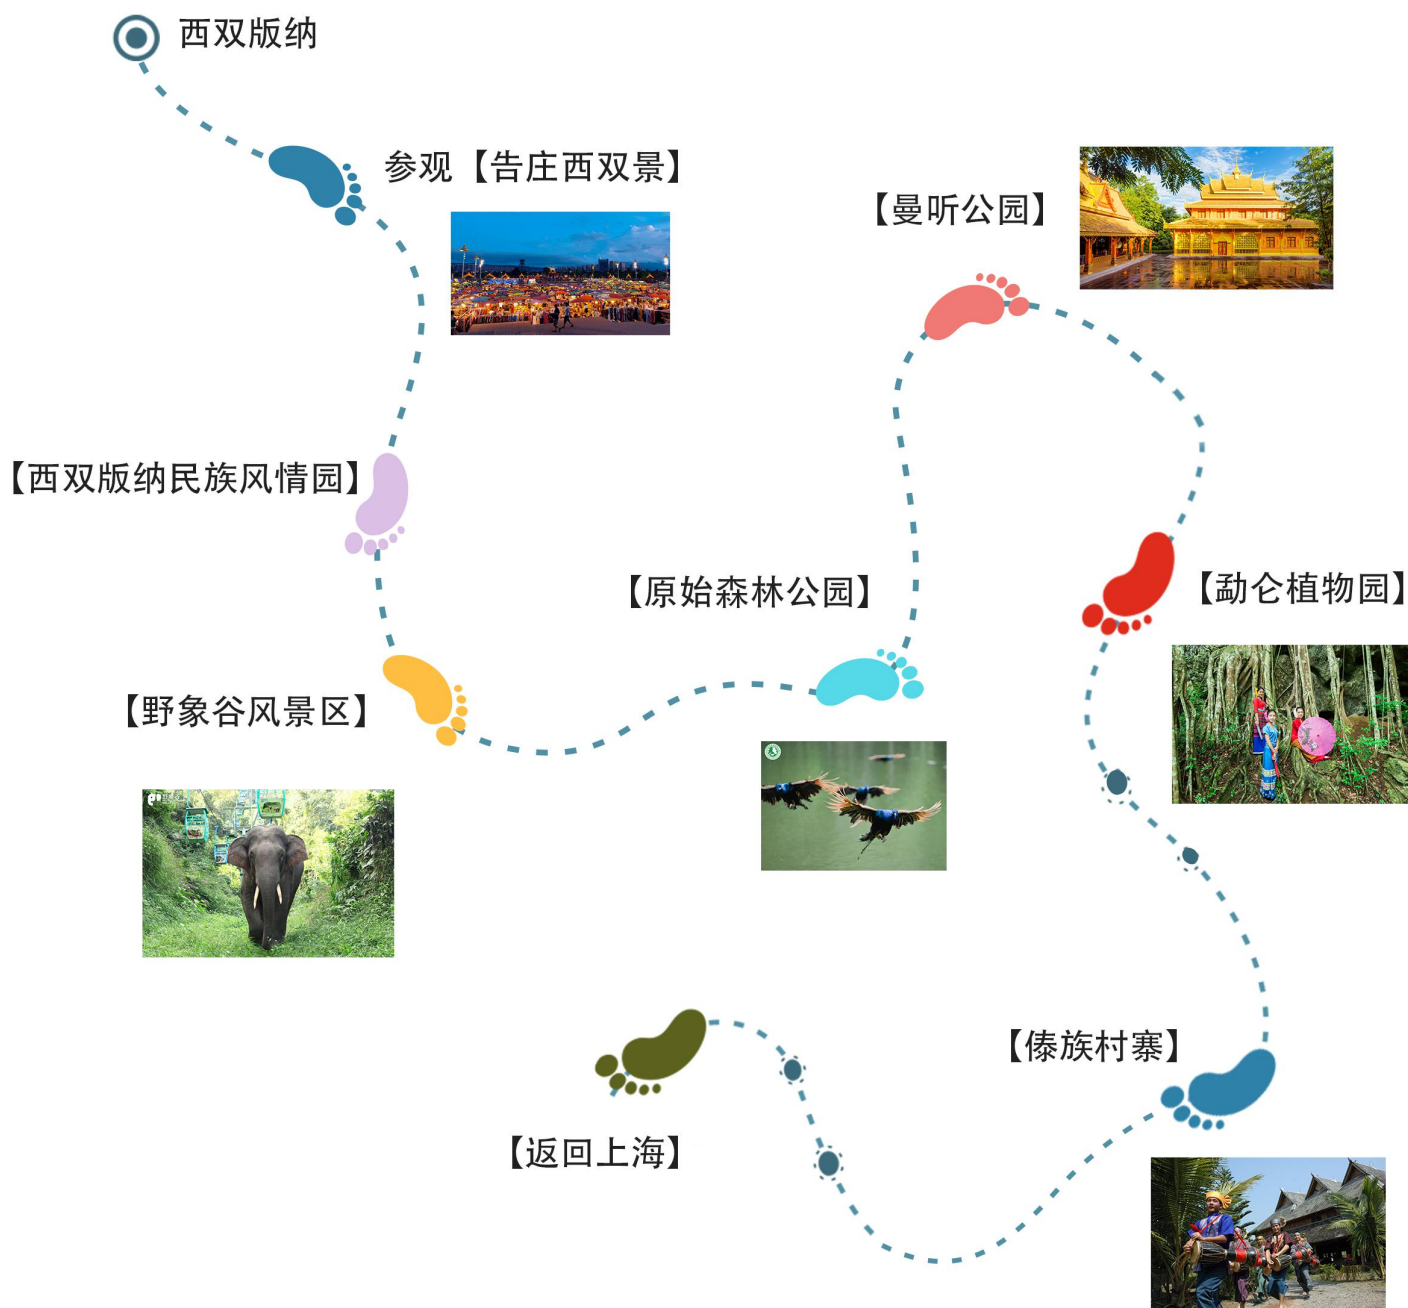 西双版纳
参观【告庄西双景】
【西双版纳民族风情园】
【野象谷风景区】
【原始森林公园】
【曼听公园】
【勐仑植物园】
【傣族村寨】
【返回上海】